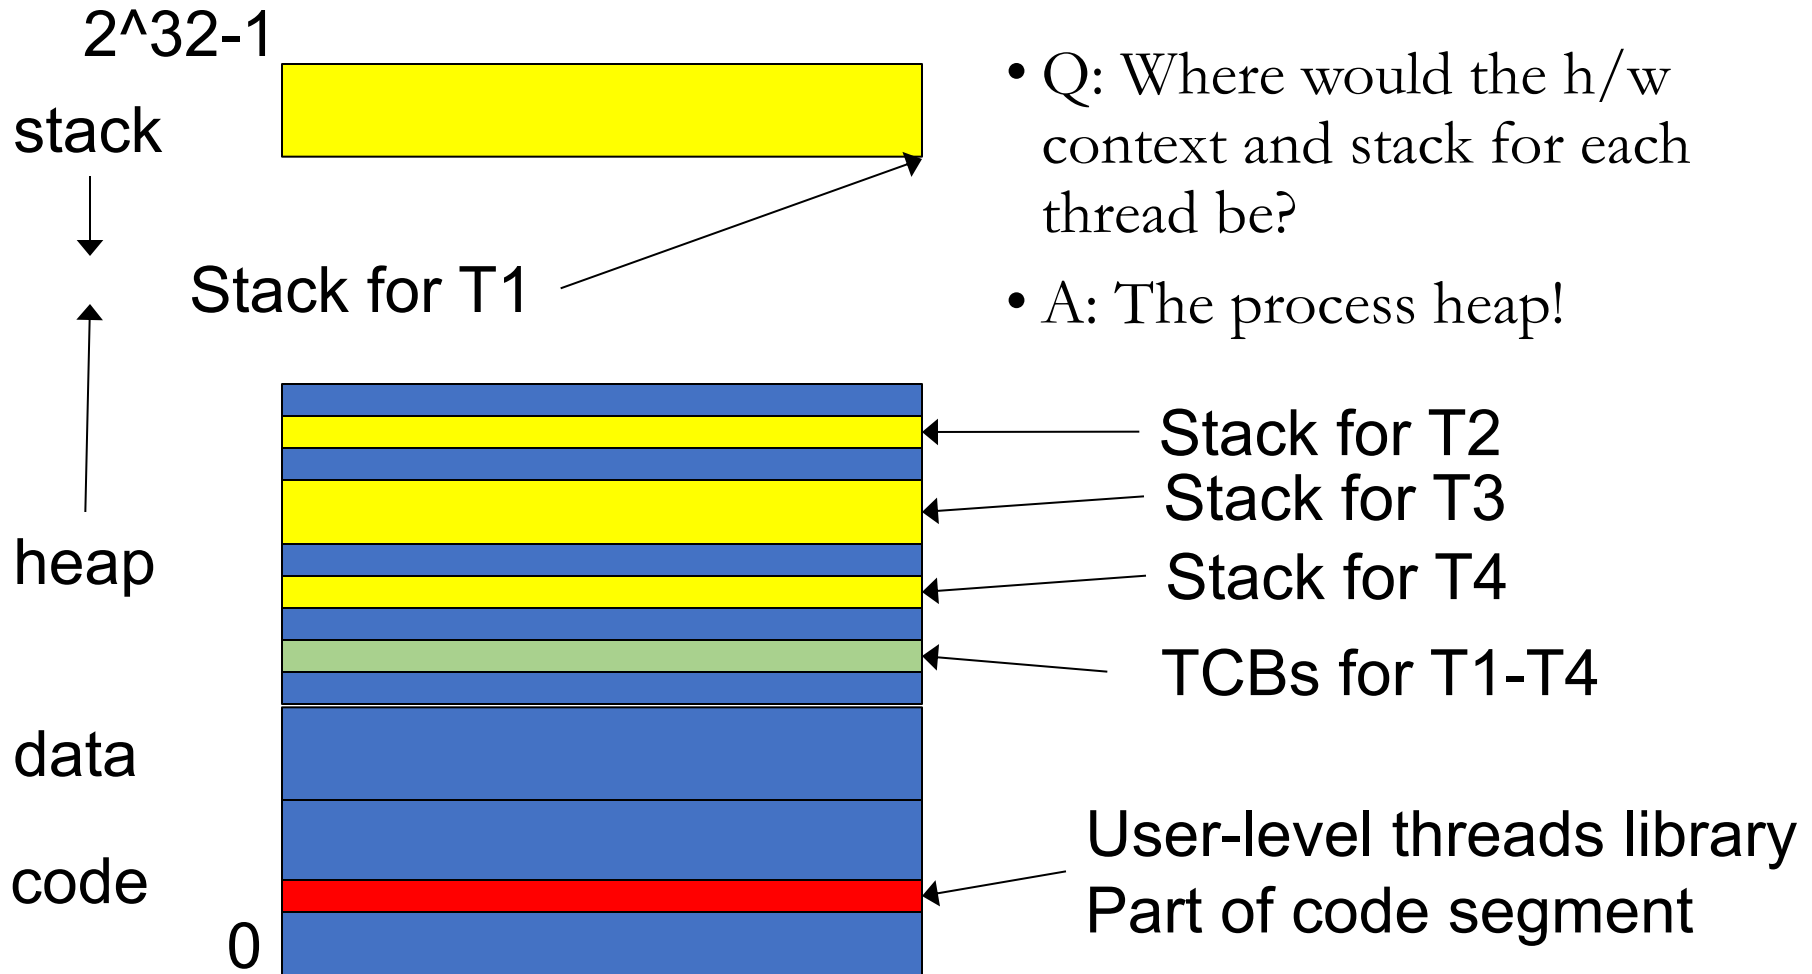 2^32-1
stack
Stack for T1
heap
data
code
0
• Q: Where would the h/w
context and stack for each
thread be?
• A: The process heap!
Stack for T2
Stack for T3
Stack for T4
TCBs for T1-T4
User-level threads library
Part of code segment